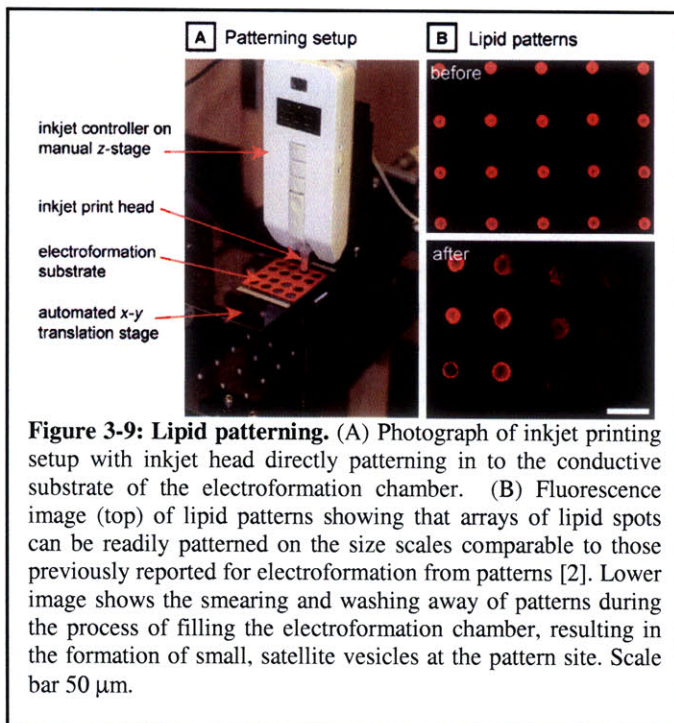 A Patterning setup
B Lipid patterns
inkjet controller on
manual z-stage
inkjet print head
electroformation
substrate
automated x-y
translation stage
before
after
Figure 3-9: Lipid patterning. (A) Photograph of inkjet printing
setup with inkjet head directly patterning in to the conductive
substrate of the electroformation chamber. (B) Fluorescence
image (top) of lipid patterns showing that arrays of lipid spots
can be readily patterned on the size scales comparable to those
previously reported for electroformation from patterns [2]. Lower
image shows the smearing and washing away of patterns during
the process of filling the electroformation chamber, resulting in
the formation of small, satellite vesicles at the pattern site. Scale
bar 50 μm.